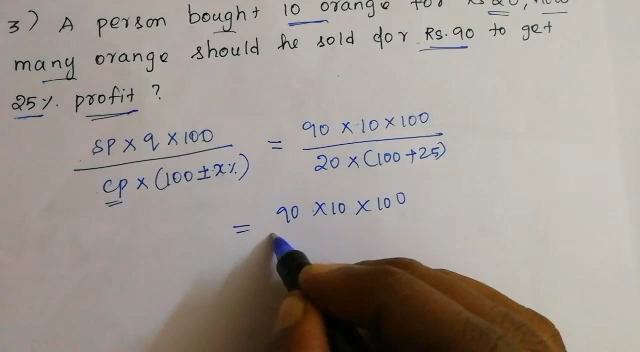 3) A person bought 10 orange for Rs 20, how
many orange should he sold dor Rs. 90 to get
25%. profit ?
SP x q x 100 / CP x (100 ± x%) = 90 x 10 x 100 / 20 x (100+25)
= 90 x 10 x 100